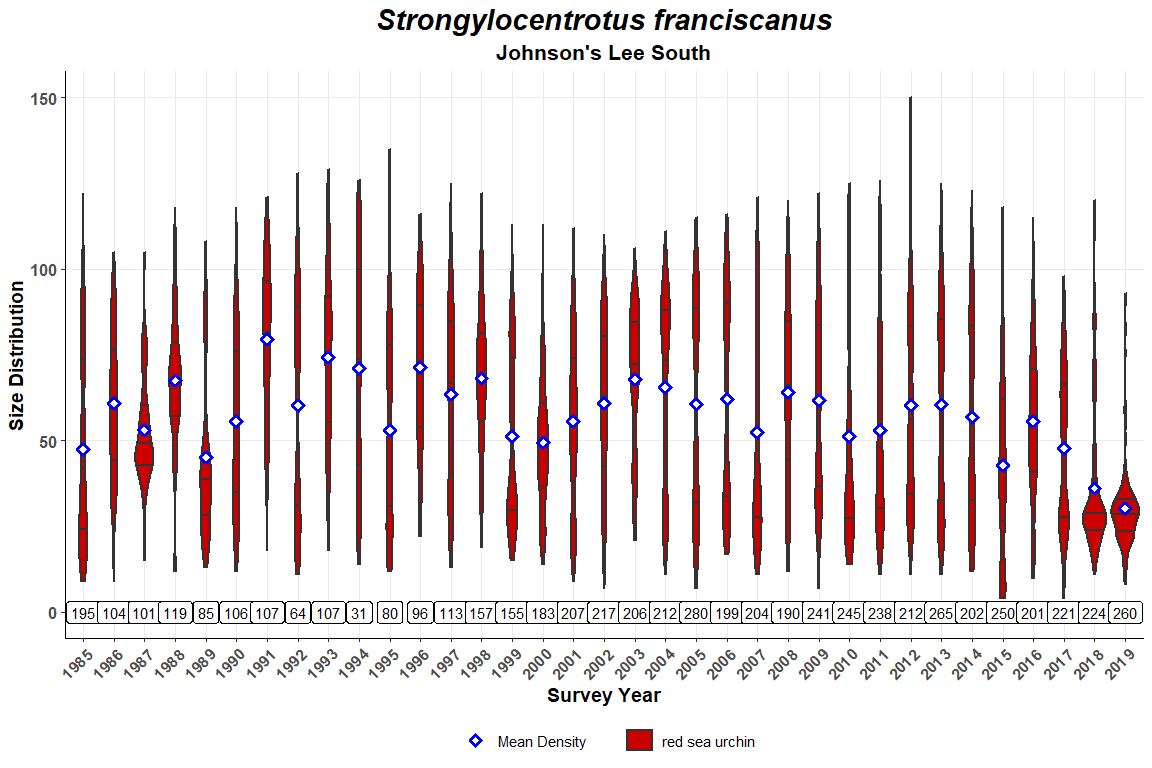 Strongylocentrotus franciscanus
Johnson's Lee South
Size Distribution
150
100
50
0
195 104 101 119 85 106 107 64 107 31 80 96 113 157 155 183 207 217 206 212 280 199 204 190 241 245 238 212 265 202 250 201 221 224 260
1985 1986 1987 1988 1989 1990 1991 1992 1993 1994 1995 1996 1997 1998 1999 2000 2001 2002 2003 2004 2005 2006 2007 2008 2009 2010 2011 2012 2013 2014 2015 2016 2017 2018 2019
Survey Year
Mean Density red sea urchin